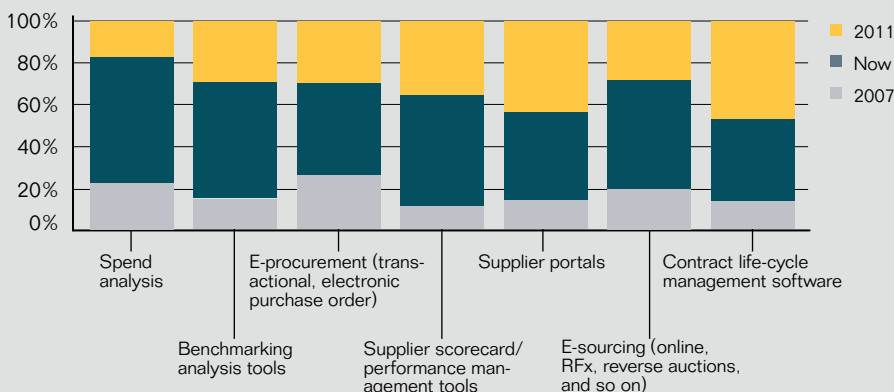 100%
80%
60%
40%
20%
0%
2011
Now
2007
Spend
analysis
E-procurement (trans-
actional, electronic
purchase order)
Supplier portals
Contract life-cycle
management software
Benchmarking
analysis tools
Supplier scorecard/
performance man-
agement tools
E-sourcing (online,
RFx, reverse auctions,
and so on)